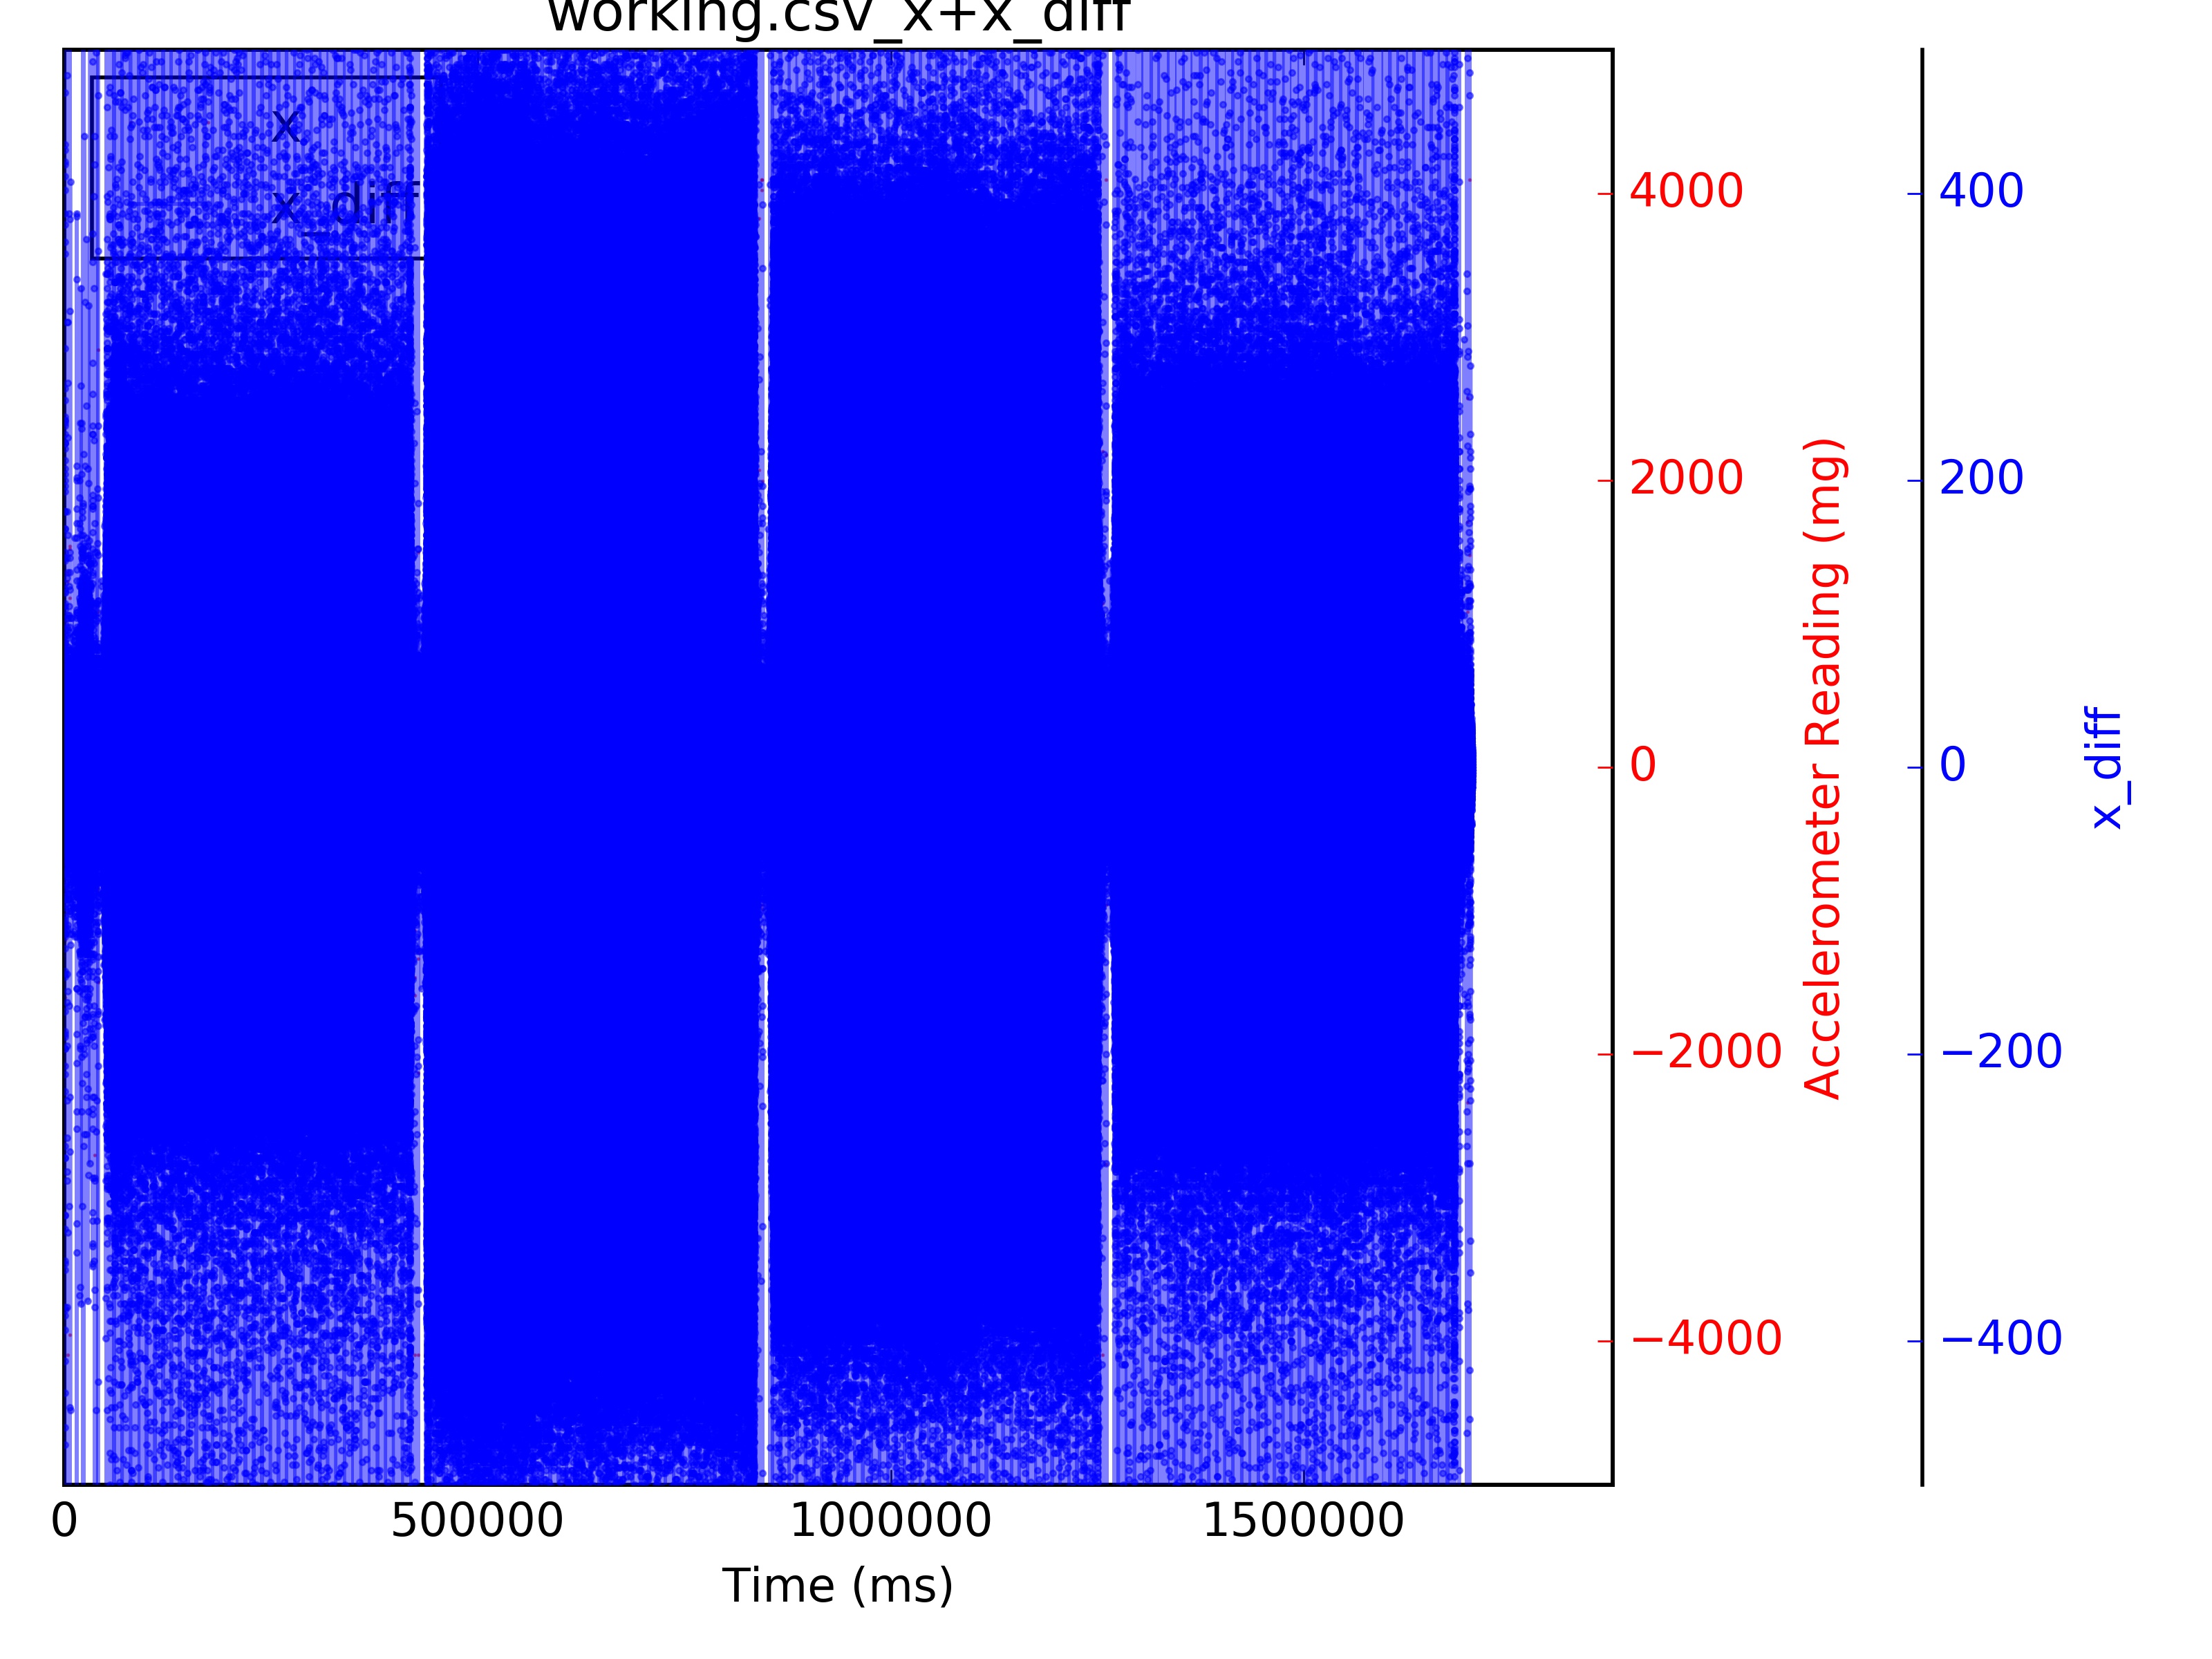 working.csv_x+x_diff
x
x_diff
4000
2000
0
−2000
−4000
Accelerometer Reading (mg)
400
200
0
−200
−400
x_diff
0
500000
1000000
1500000
Time (ms)